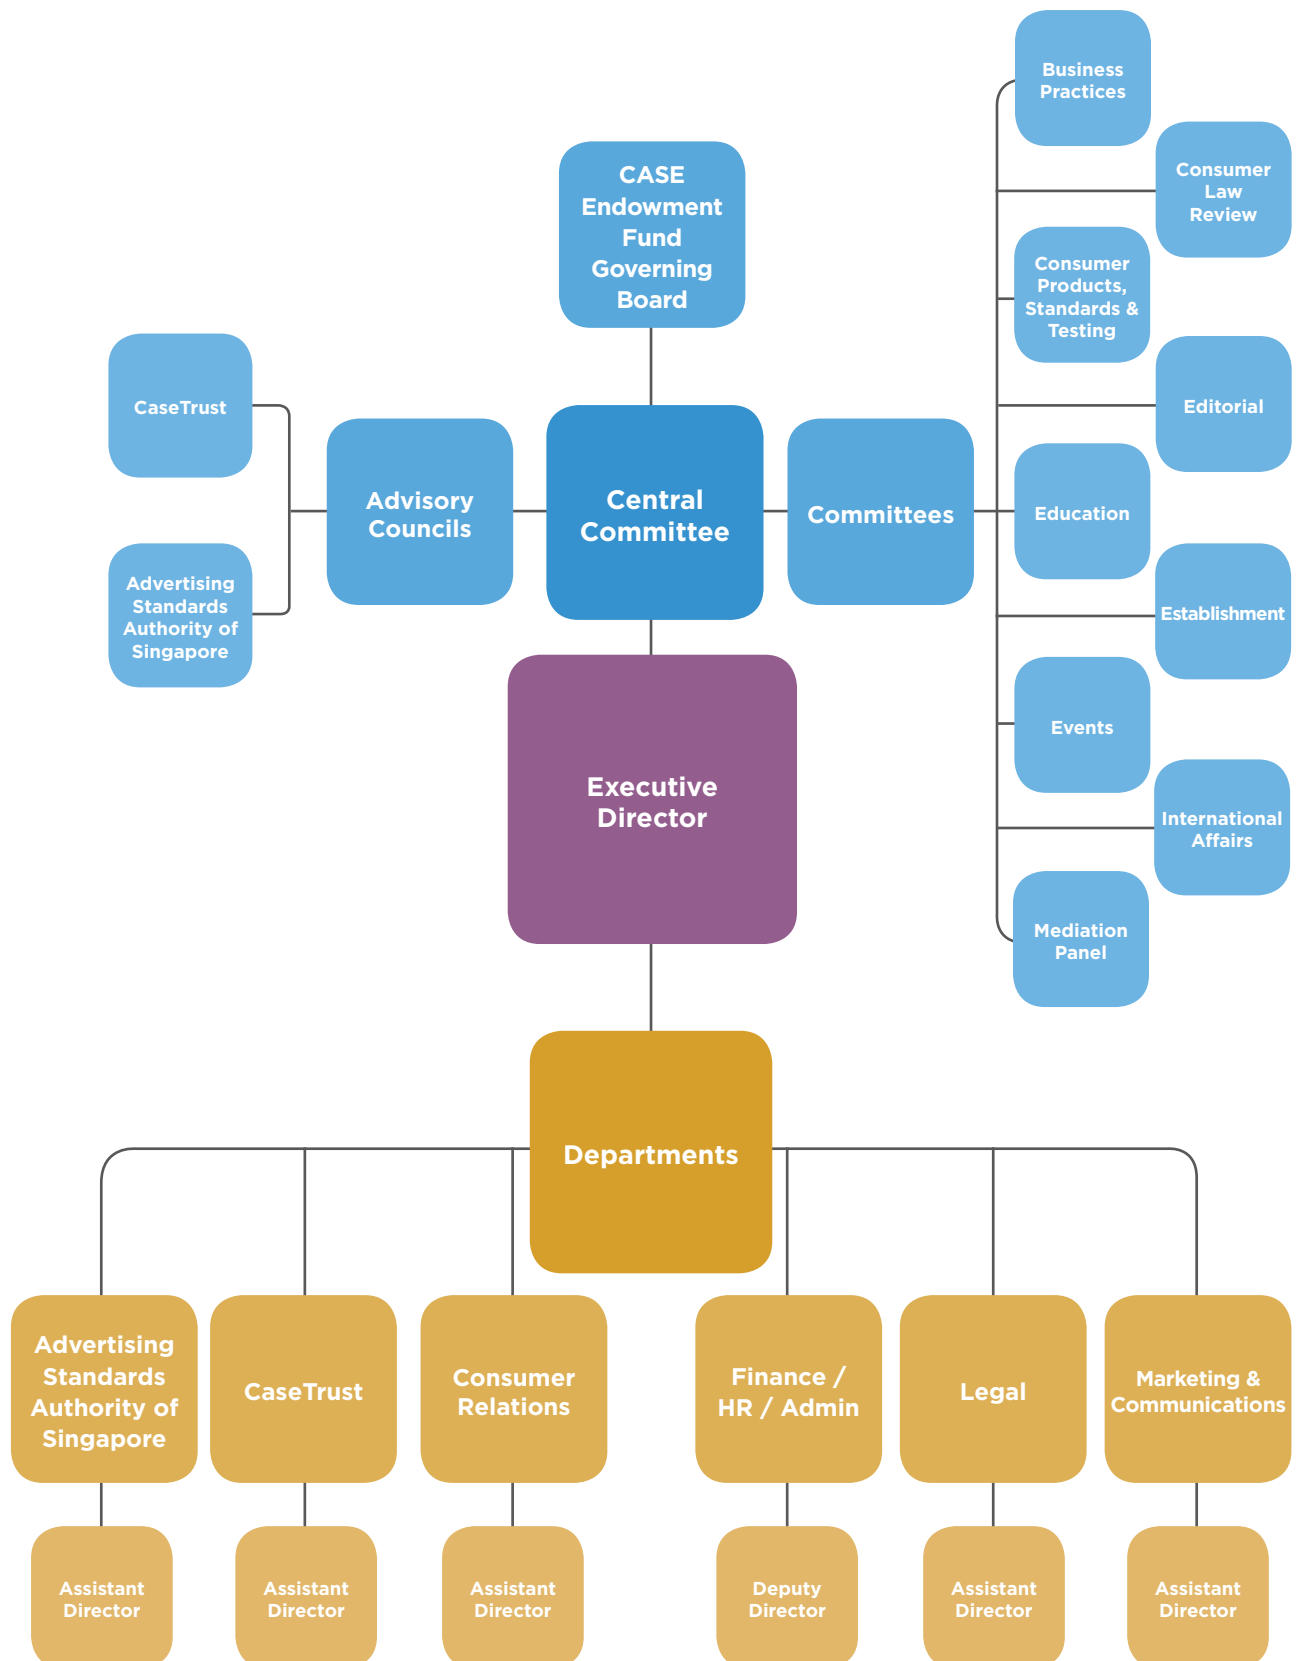 Business
Practices
Consumer
Law
Review
CASE
Endowment
Fund
Governing
Board
Consumer
Products,
Standards &
Testing
CaseTrust
Editorial
Advisory
Councils
Central
Committee
Committees
Education
Advertising
Standards
Authority of
Singapore
Establishment
Events
Executive
Director
International
Affairs
Mediation
Panel
Departments
Advertising
Standards
Authority of
Singapore
CaseTrust
Consumer
Relations
Finance /
HR / Admin
Legal
Marketing &
Communications
Assistant
Director
Assistant
Director
Assistant
Director
Deputy
Director
Assistant
Director
Assistant
Director